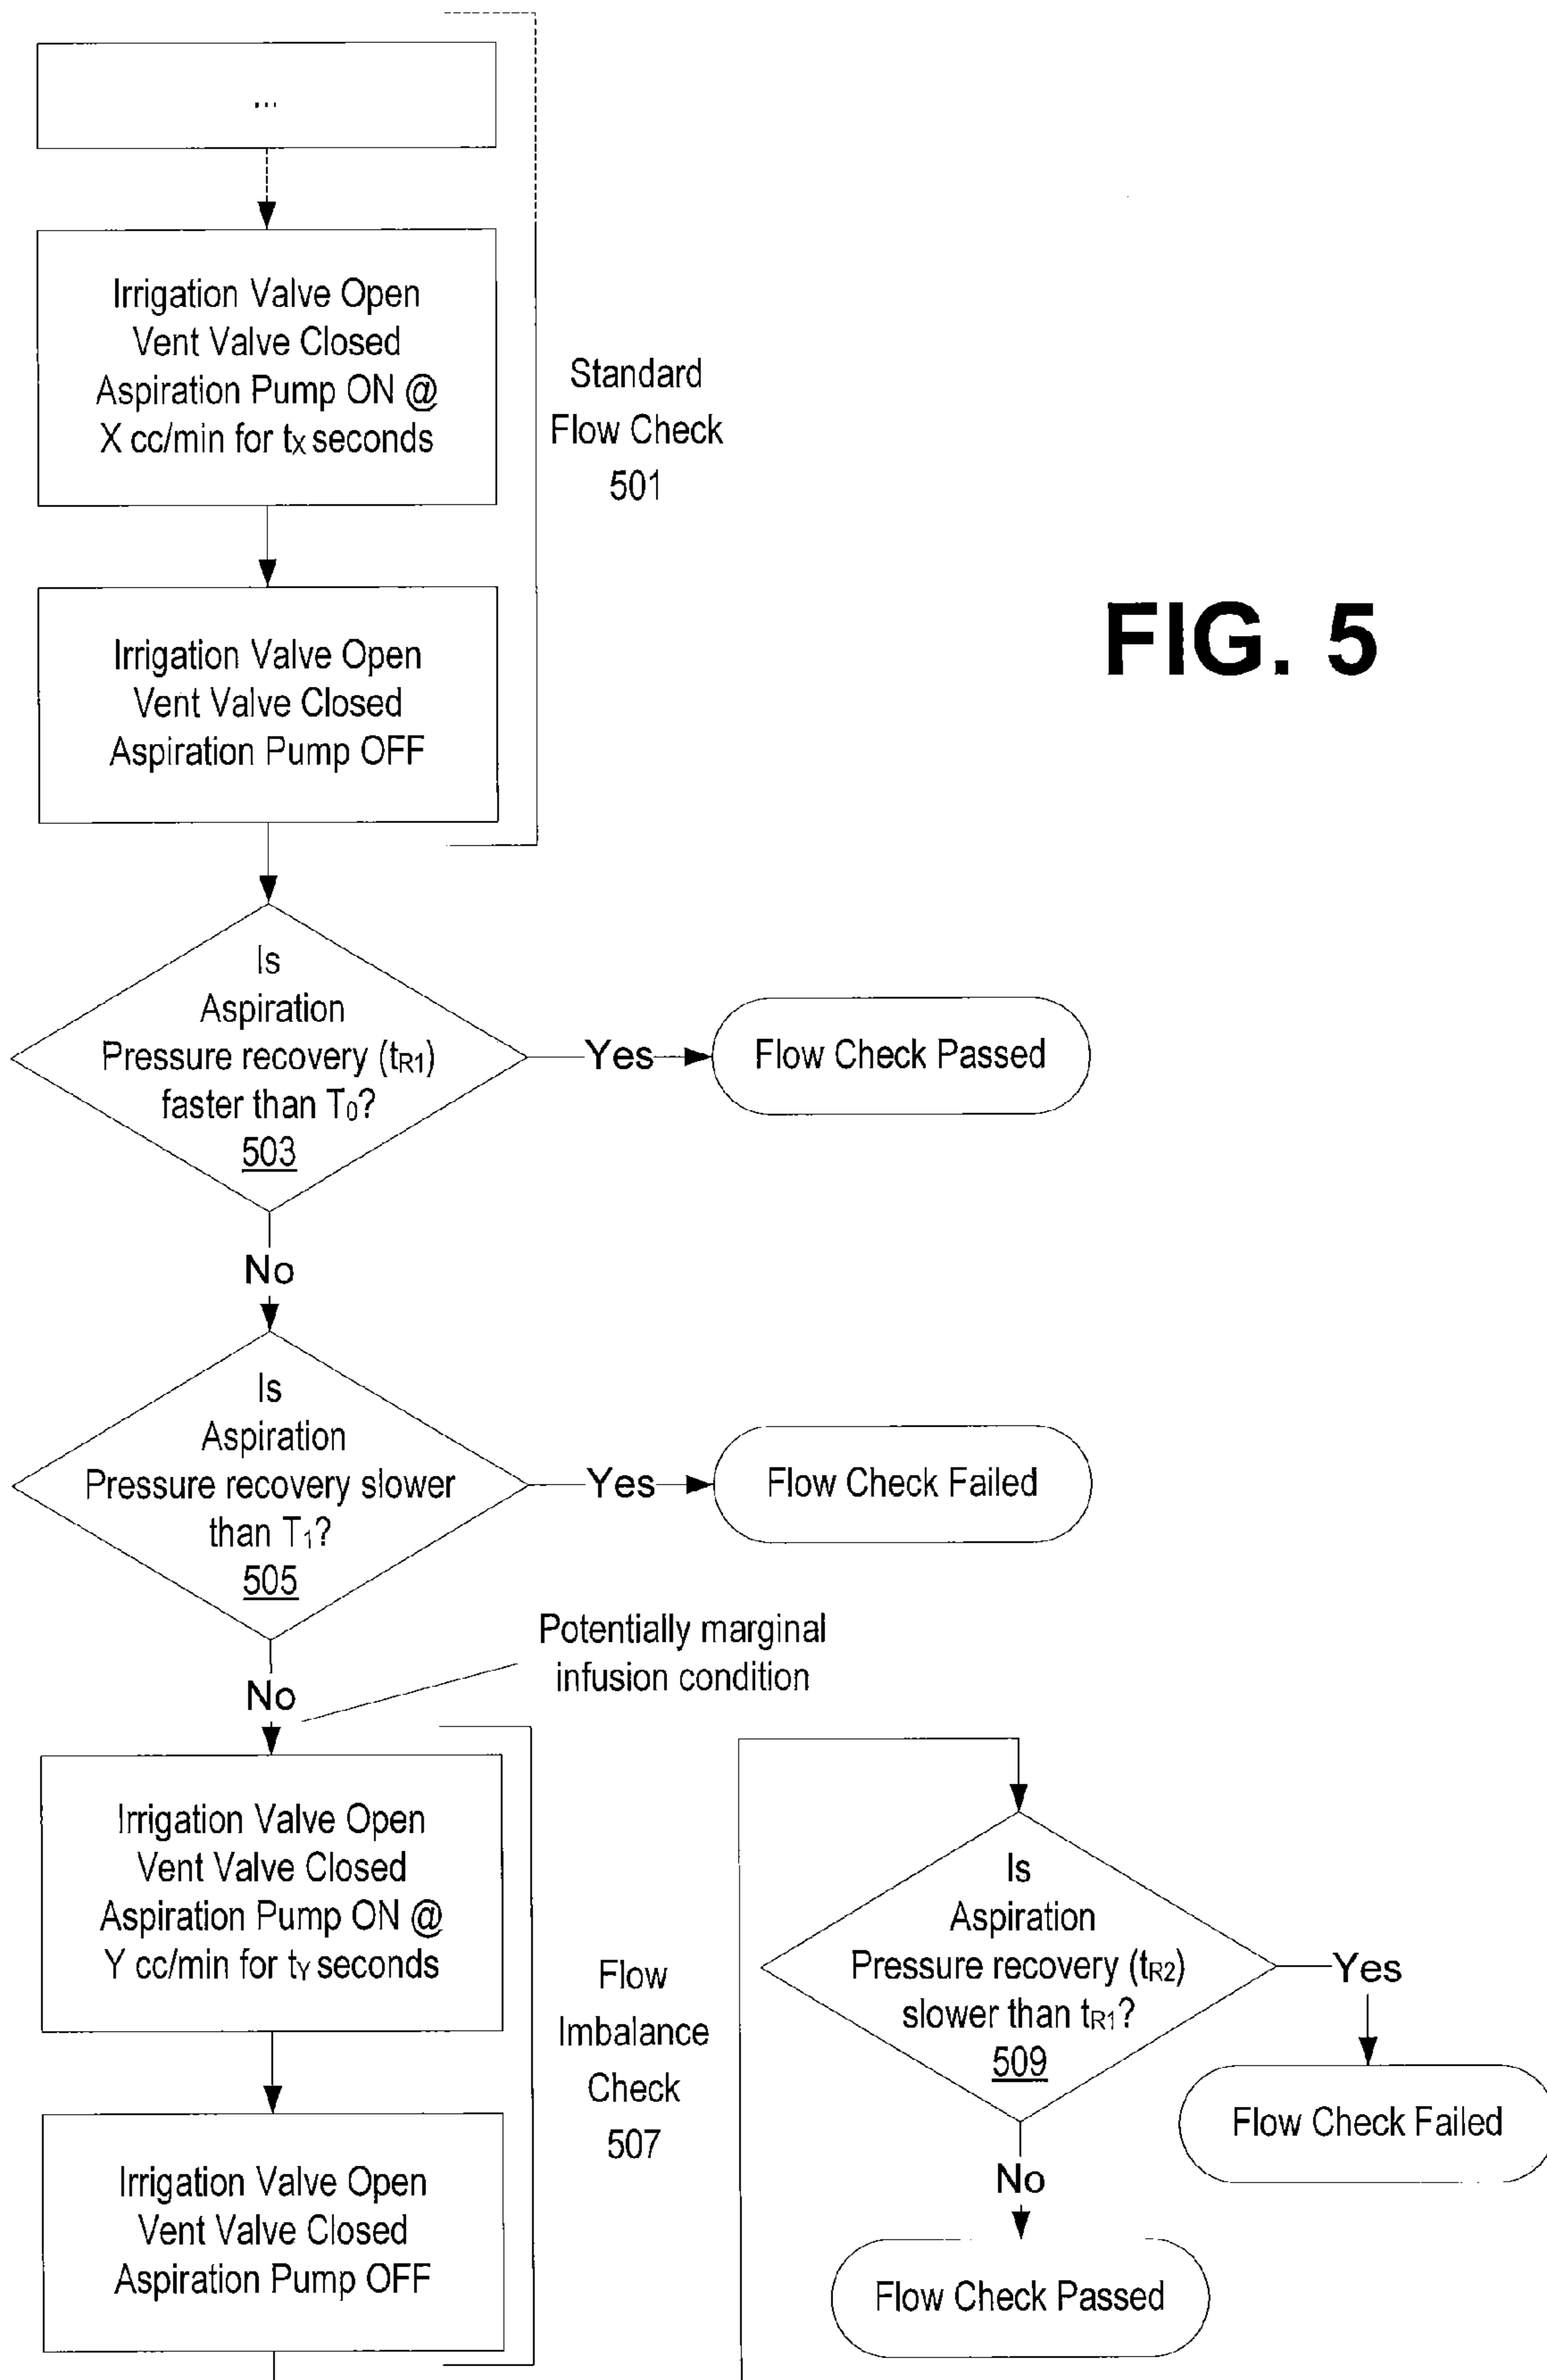 ...
Irrigation Valve Open
Vent Valve Closed
Aspiration Pump ON @
X cc/min for tX seconds
Standard
Flow Check
501
Irrigation Valve Open
Vent Valve Closed
Aspiration Pump OFF
FIG. 5
Is
Aspiration
Pressure recovery (tR1)
faster than T0?
503
Yes
Flow Check Passed
No
Is
Aspiration
Pressure recovery slower
than T1?
505
Yes
Flow Check Failed
No
Potentially marginal
infusion condition
Irrigation Valve Open
Vent Valve Closed
Aspiration Pump ON @
Y cc/min for tY seconds
Flow
Imbalance
Check
507
Irrigation Valve Open
Vent Valve Closed
Aspiration Pump OFF
Is
Aspiration
Pressure recovery (tR2)
slower than tR1?
509
Yes
Flow Check Failed
No
Flow Check Passed